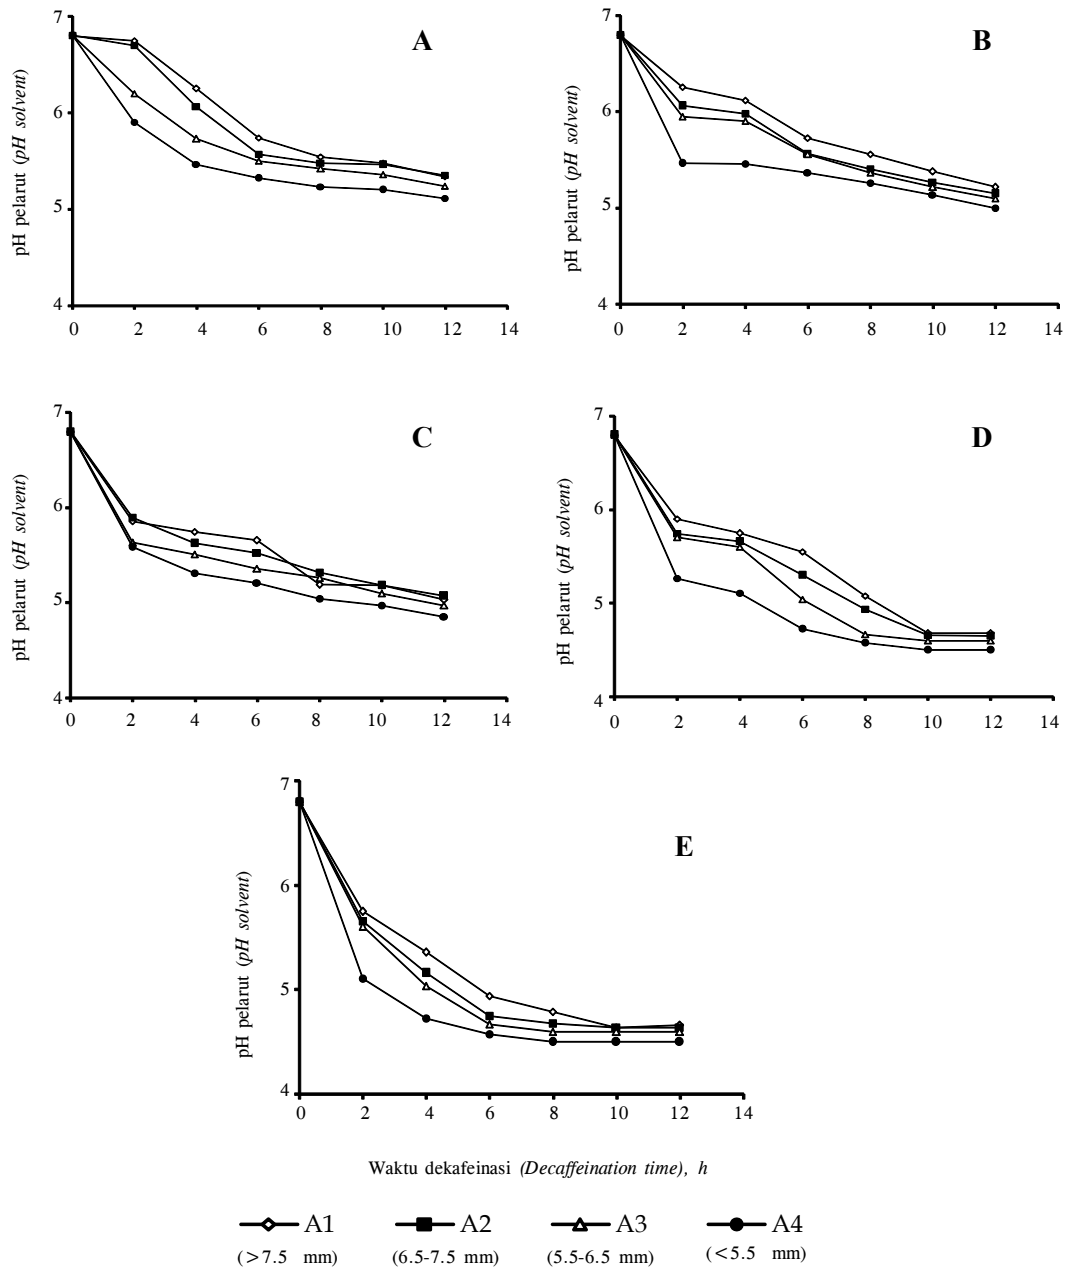 A
7
6
5
4
pH pelarut (pH solvent)
0 2 4 6 8 10 12 14
B
7
6
5
4
pH pelarut (pH solvent)
0 2 4 6 8 10 12 14
C
7
6
5
4
pH pelarut (pH solvent)
0 2 4 6 8 10 12 14
D
7
6
5
4
pH pelarut (pH solvent)
0 2 4 6 8 10 12 14
E
7
6
5
4
pH pelarut (pH solvent)
0 2 4 6 8 10 12 14
Waktu dekafeinasi (Decaffeination time), h
A1 A2 A3 A4
(>7.5 mm) (6.5-7.5 mm) (5.5-6.5 mm) (<5.5 mm)